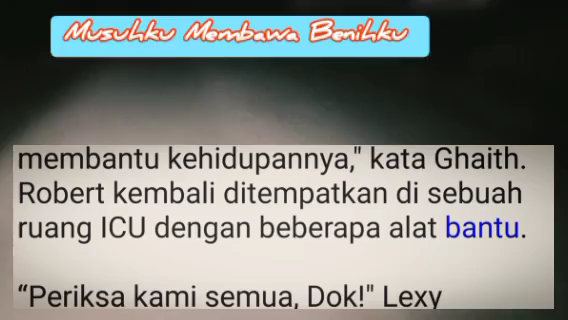 Musuhku Membawa Benihku
membantu kehidupannya," kata Ghaith.
Robert kembali ditempatkan di sebuah
ruang ICU dengan beberapa alat bantu.
“Periksa kami semua, Dok!" Lexy